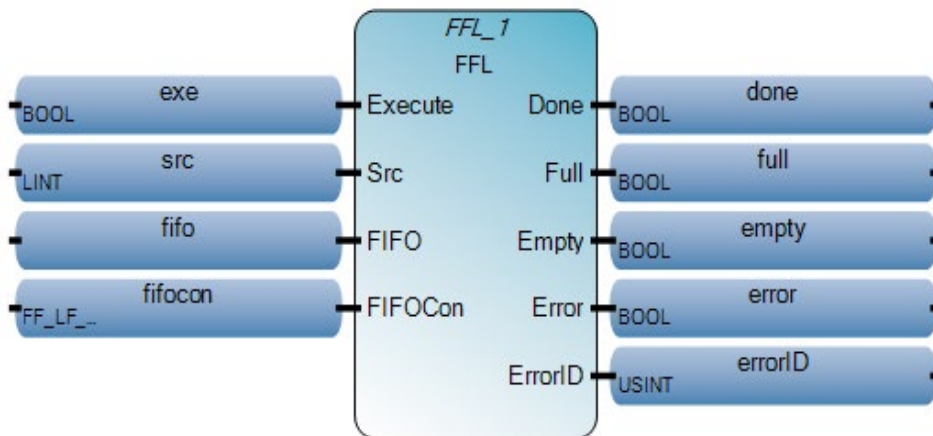 FFL_1
FFL
exe
BOOL
Execute
Done
done
BOOL
src
LINT
Src
Full
full
BOOL
fifo
FIFO
Empty
empty
BOOL
fifocon
FF_LF_...
FIFOCon
Error
error
BOOL
ErrorID
errorID
USINT